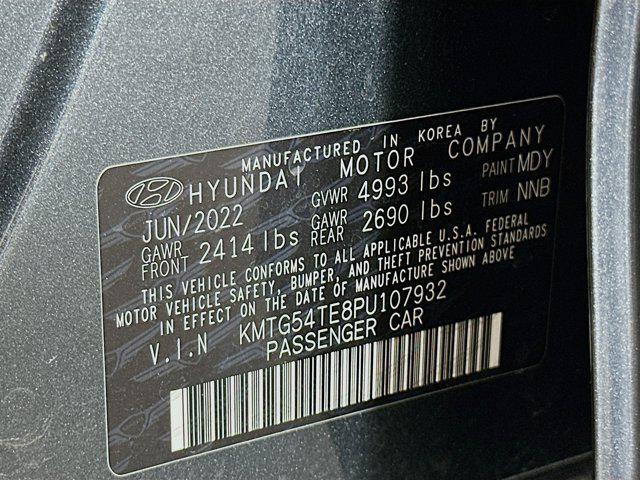 MANUFACTURED IN KOREA BY
HYUNDAI MOTOR COMPANY
JUN/2022 GVWR 4993 lbs PAINT MDY
GAWR FRONT 2414 lbs GAWR REAR 2690 lbs TRIM NNB
THIS VEHICLE CONFORMS TO ALL APPLICABLE U.S.A. FEDERAL
MOTOR VEHICLE SAFETY, BUMPER, AND THEFT PREVENTION STANDARDS
IN EFFECT ON THE DATE OF MANUFACTURE SHOWN ABOVE
V.I.N KMTG54TE8PU107932
PASSENGER CAR